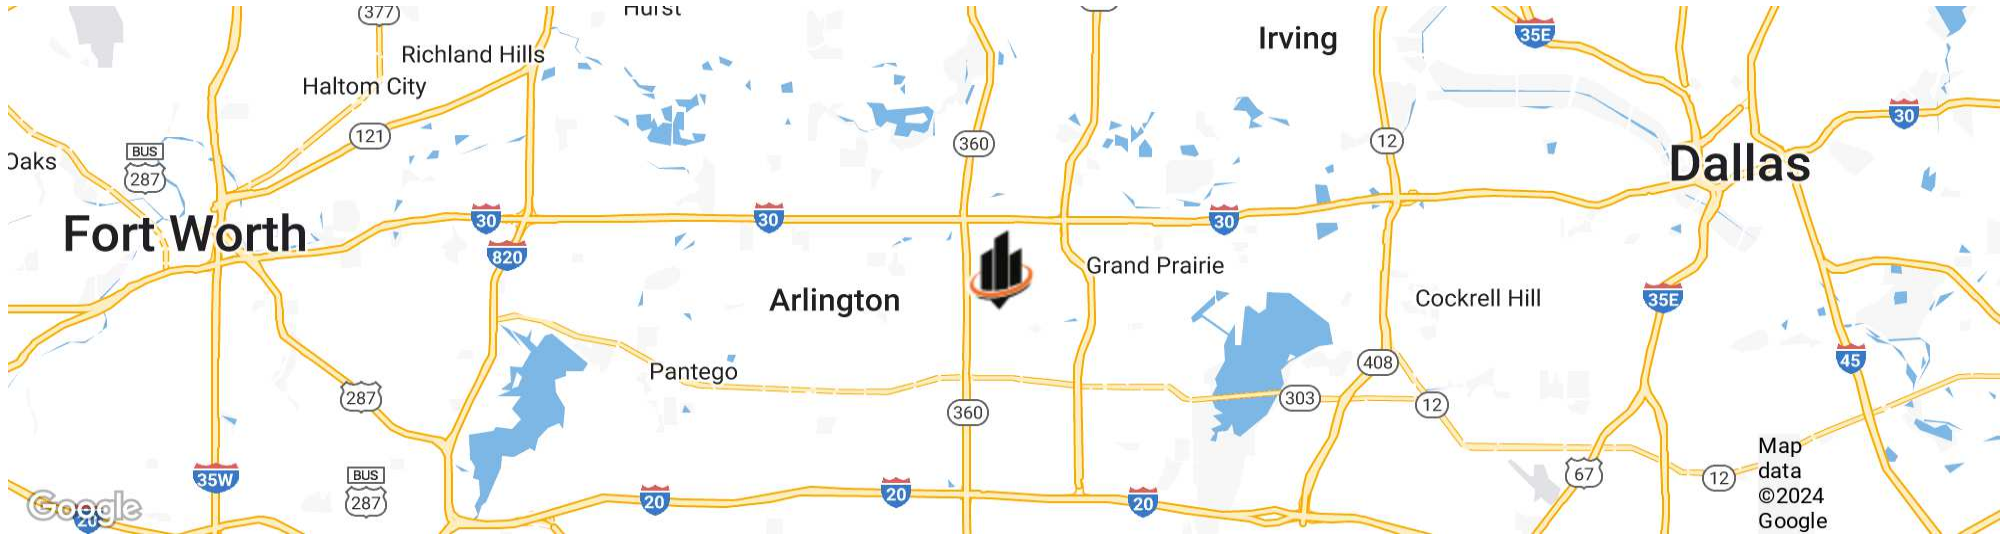 377
Hurst
Irving
35E
Richland Hills
Haltom City
30
121
360
12
BUS
287
Oaks
Dallas
Fort Worth
30
30
30
820
Grand Prairie
Arlington
Cockrell Hill
35E
Pantego
408
45
287
303
12
360
Map
data
©2024
Google
BUS
287
35W
67
12
20
20
20
20
Google